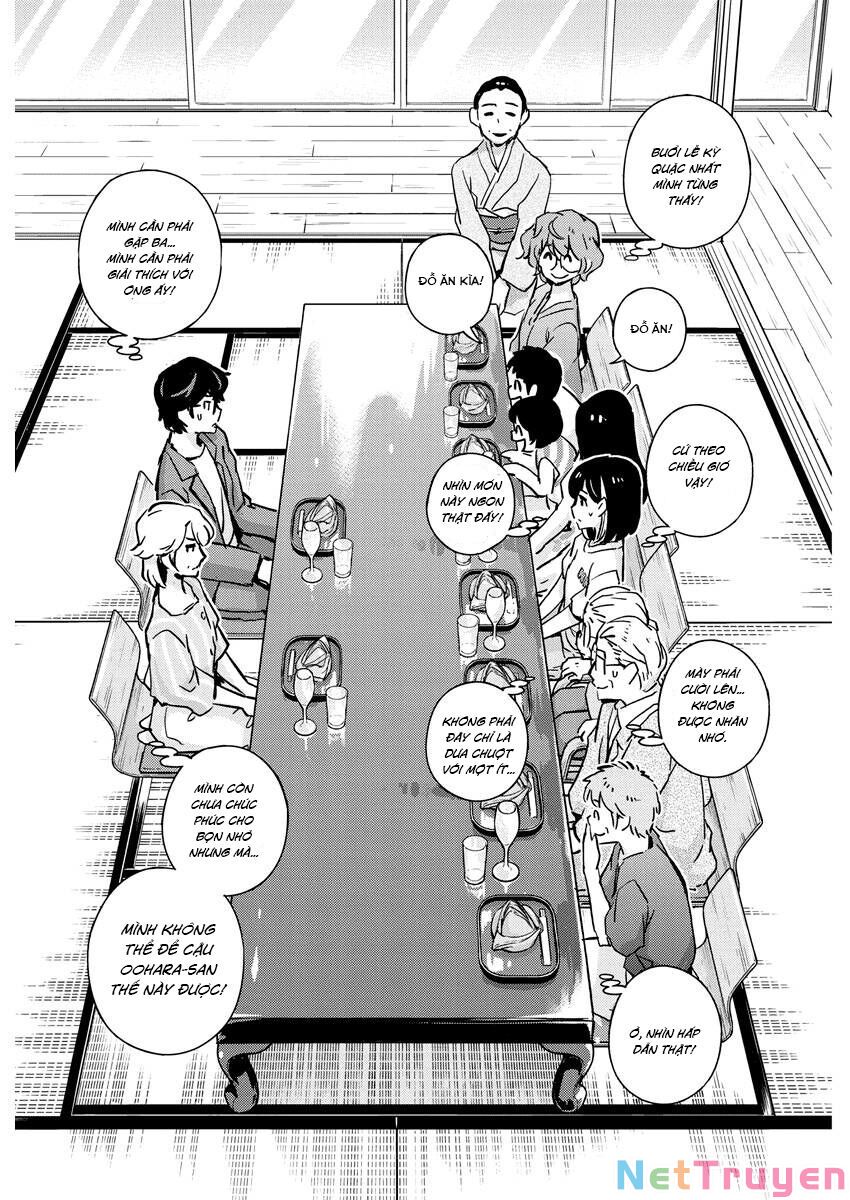 BUỔI LỄ KỲ
QUẶC NHẤT
MÌNH TỪNG
THẤY!
MÌNH CẦN PHẢI
GẶP BA...
MÌNH CẦN PHẢI
GIẢI THÍCH VỚI
ONG ẤY!
ĐỒ ĂN KÌA!
ĐỒ ĂN!
CỨ THEO
CHIỀU GIÓ
VẬY!
NHÌN MÓN
NÀY NGON
THẬT ĐẤY!
MÀY PHẢI
CƯỜI LÊN...
KHÔNG
ĐƯỢC NHĂN
NHÓ.
KHÔNG PHẢI
ĐÂY CHỈ LÀ
DƯA CHUỘT
VỚI MỘT ÍT...
MÌNH CÒN
CHƯA CHÚC
PHÚC CHO
BỌN NHÓ
NHƯNG MÀ...
MÌNH KHÔNG
THỂ ĐỂ CẬU
OOHARA-SAN
THẾ NÀY ĐƯỢC!
Ồ, NHÌN HẤP
DẪN THẬT!
NetTruyen